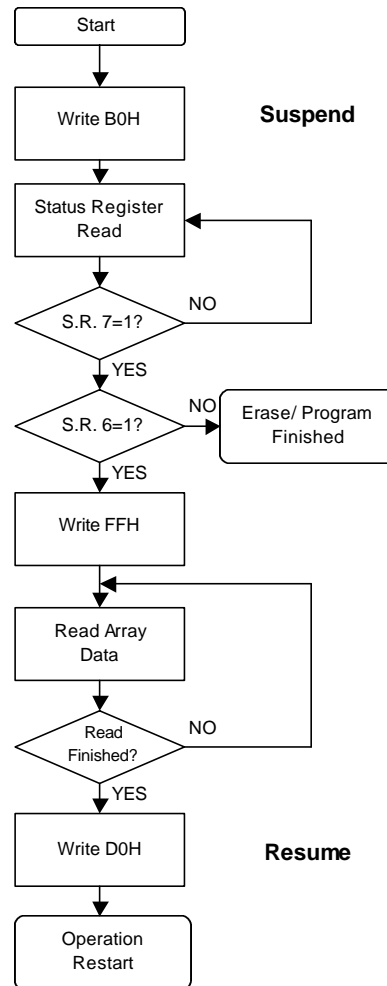 Start
Write B0H
Suspend
Status Register
Read
S.R. 7=1?
NO
YES
S.R. 6=1?
NO
Erase/ Program
Finished
YES
Write FFH
Read Array
Data
Read
Finished?
NO
YES
Write D0H
Resume
Operation
Restart